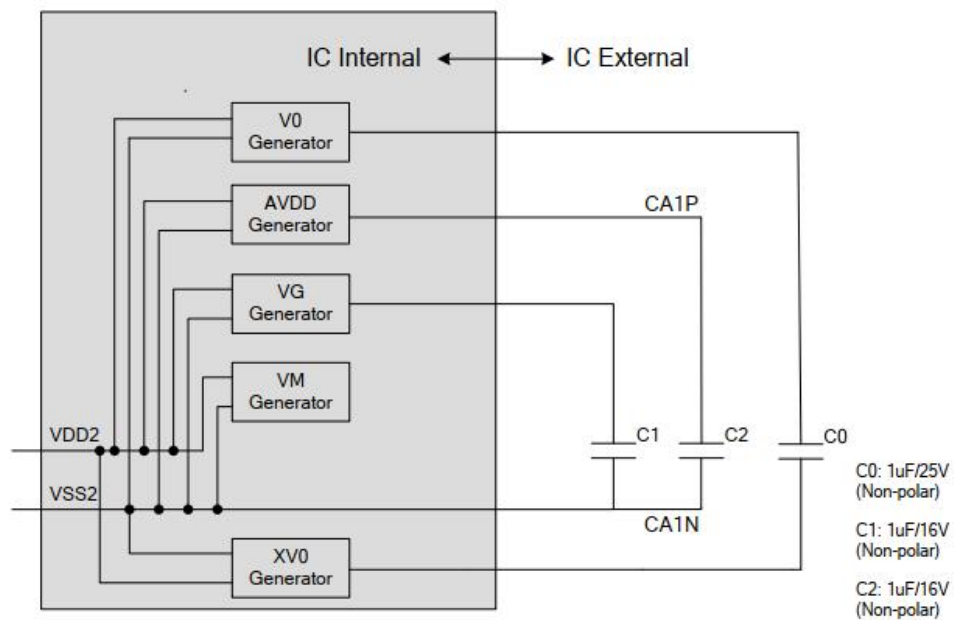 IC Internal
IC External
V0
Generator
AVDD
Generator
CA1P
VG
Generator
VM
Generator
VDD2
C1
C2
C0
VSS2
CA1N
XV0
Generator
C0: 1uF/25V
(Non-polar)
C1: 1uF/16V
(Non-polar)
C2: 1uF/16V
(Non-polar)